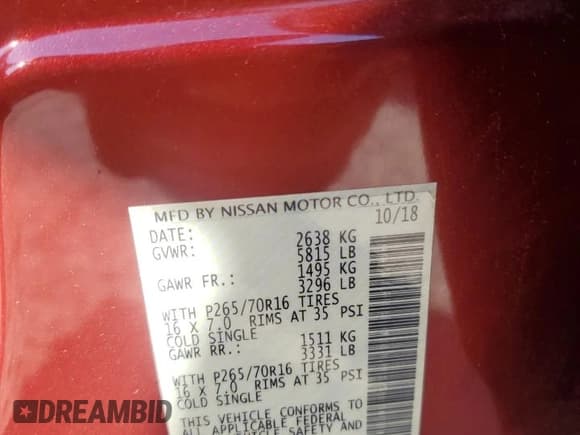 MFD BY NISSAN MOTOR CO., LTD.
DATE: 10/18
GVWR: 2638 KG
5815 LB
GAWR FR.: 1495 KG
3296 LB
WITH P265/70R16 TIRES
16 X 7.0 RIMS AT 35 PSI
COLD SINGLE
GAWR RR.: 1511 KG
3331 LB
WITH P265/70R16 TIRES
16 X 7.0 RIMS AT 35 PSI
COLD SINGLE
THIS VEHICLE CONFORMS TO
ALL APPLICABLE FEDERAL
VEHICLE SAFETY AND
DREAMBID